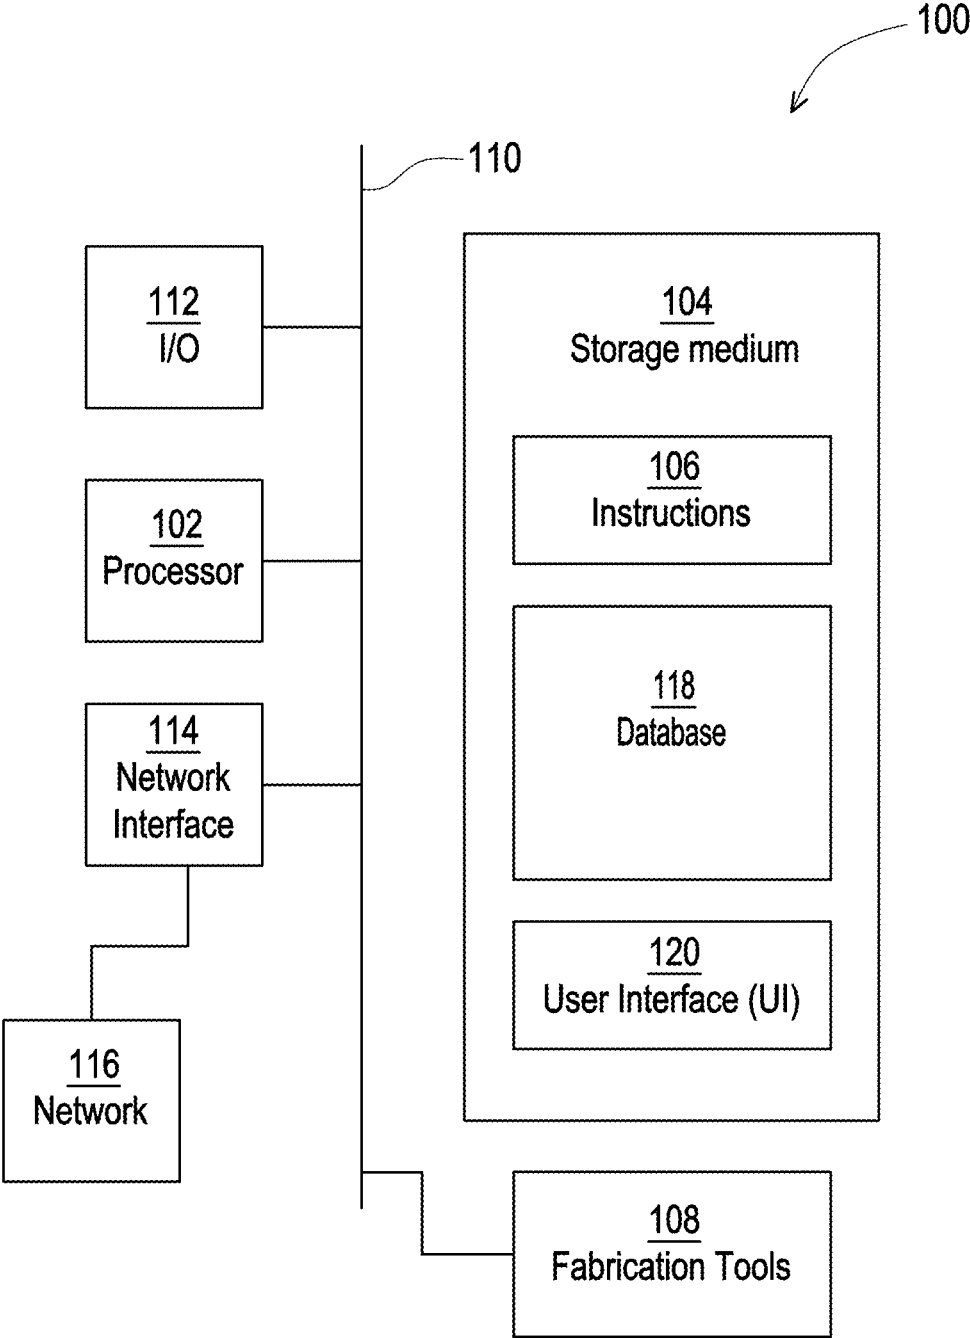 100
110
112
I/O
104
Storage medium
106
Instructions
102
Processor
118
Database
114
Network
Interface
120
User Interface (UI)
116
Network
108
Fabrication Tools